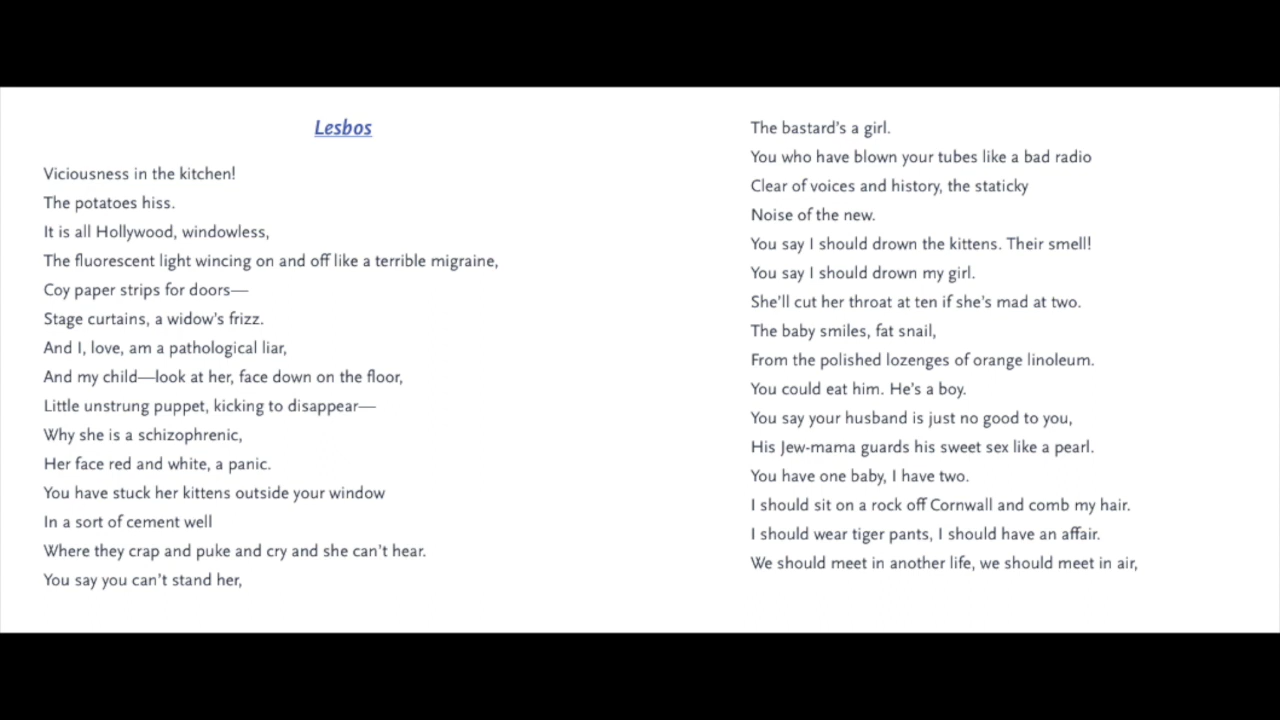 Lesbos
Viciousness in the kitchen!
The potatoes hiss.
It is all Hollywood, windowless,
The fluorescent light wincing on and off like a terrible migraine,
Coy paper strips for doors—
Stage curtains, a widow’s frizz.
And I, love, am a pathological liar,
And my child—look at her, face down on the floor,
Little unstrung puppet, kicking to disappear—
Why she is a schizophrenic,
Her face red and white, a panic.
You have stuck her kittens outside your window
In a sort of cement well
Where they crap and puke and cry and she can’t hear.
You say you can’t stand her,
The bastard’s a girl.
You who have blown your tubes like a bad radio
Clear of voices and history, the staticky
Noise of the new.
You say I should drown the kittens. Their smell!
You say I should drown my girl.
She’ll cut her throat at ten if she’s mad at two.
The baby smiles, fat snail,
From the polished lozenges of orange linoleum.
You could eat him. He’s a boy.
You say your husband is just no good to you,
His Jew-mama guards his sweet sex like a pearl.
You have one baby, I have two.
I should sit on a rock off Cornwall and comb my hair.
I should wear tiger pants, I should have an affair.
We should meet in another life, we should meet in air,